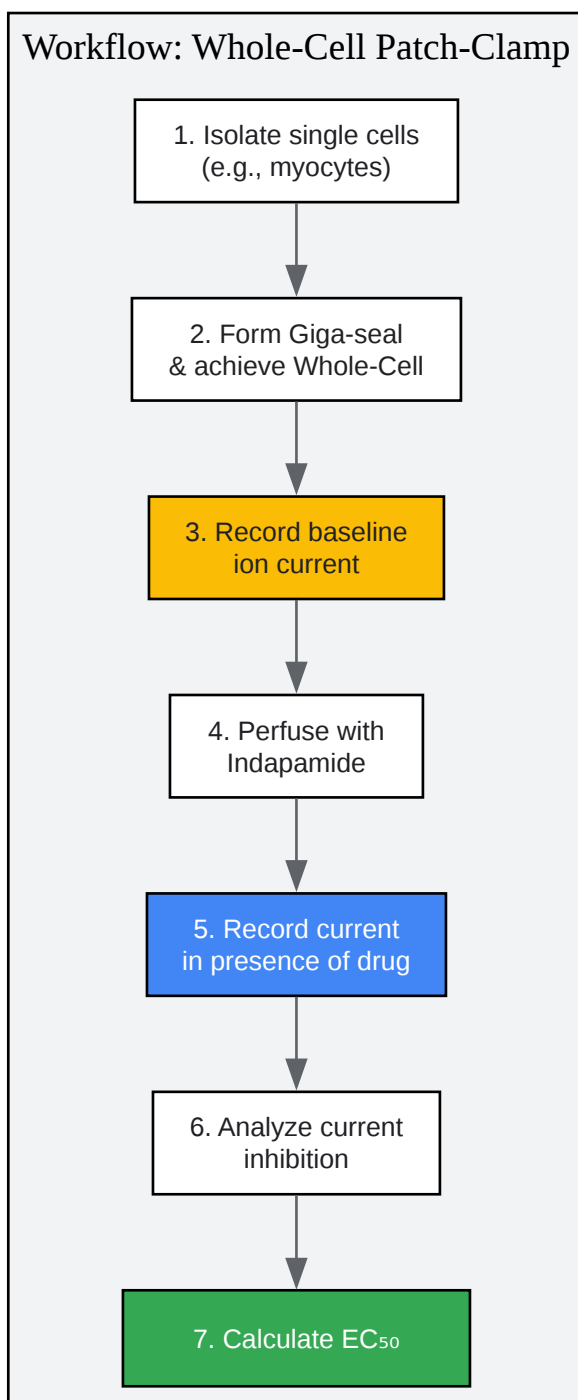 Workflow: Whole-Cell Patch-Clamp
1. Isolate single cells
(e.g., myocytes)
2. Form Giga-seal
& achieve Whole-Cell
3. Record baseline
ion current
4. Perfuse with
Indapamide
5. Record current
in presence of drug
6. Analyze current
inhibition
7. Calculate EC₅₀